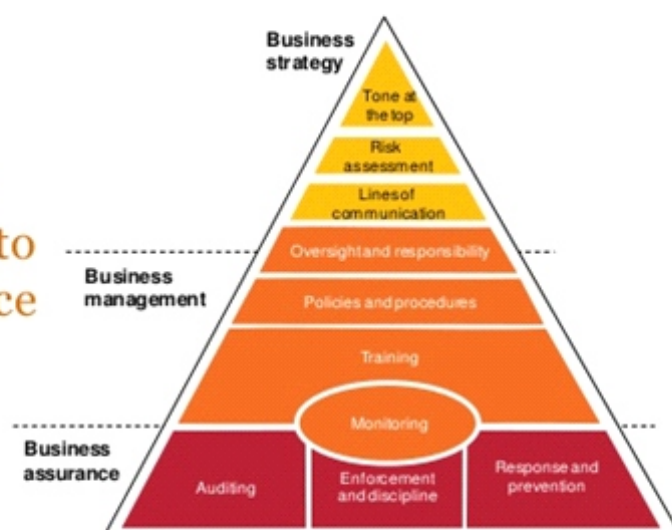 Business
strategy
Tone at
the top
Risk
assessment
Lines of
communication
to
Oversight and responsibility
Business
management
ce
Policies and procedures
Training
Monitoring
Business
assurance
Auditing
Enforcement
and discipline
Response and
prevention